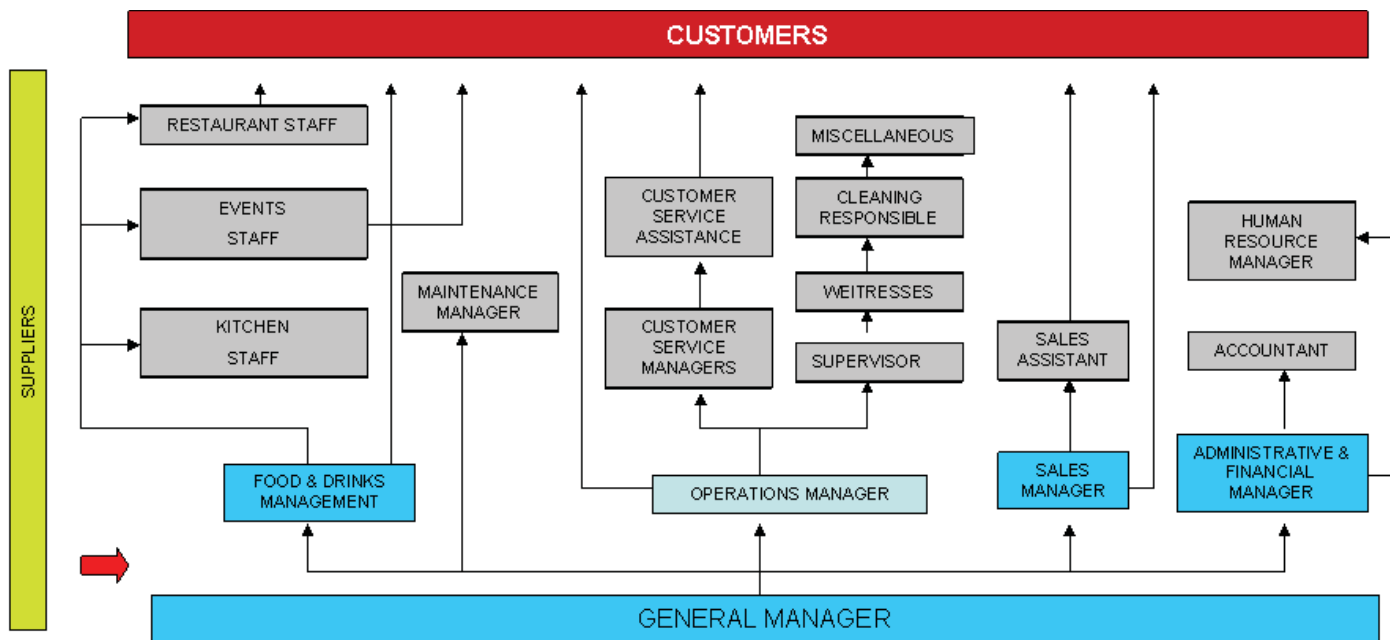 CUSTOMERS
SUPPLIERS
RESTAURANT STAFF
EVENTS
STAFF
KITCHEN
STAFF
MAINTENANCE
MANAGER
CUSTOMER
SERVICE
ASSISTANCE
CUSTOMER
SERVICE
MANAGERS
MISCELLANEOUS
CLEANING
RESPONSIBLE
WEITRESSES
SUPERVISOR
SALES
ASSISTANT
HUMAN
RESOURCE
MANAGER
ACCOUNTANT
FOOD & DRINKS
MANAGEMENT
OPERATIONS MANAGER
SALES
MANAGER
ADMINISTRATIVE &
FINANCIAL
MANAGER
GENERAL MANAGER